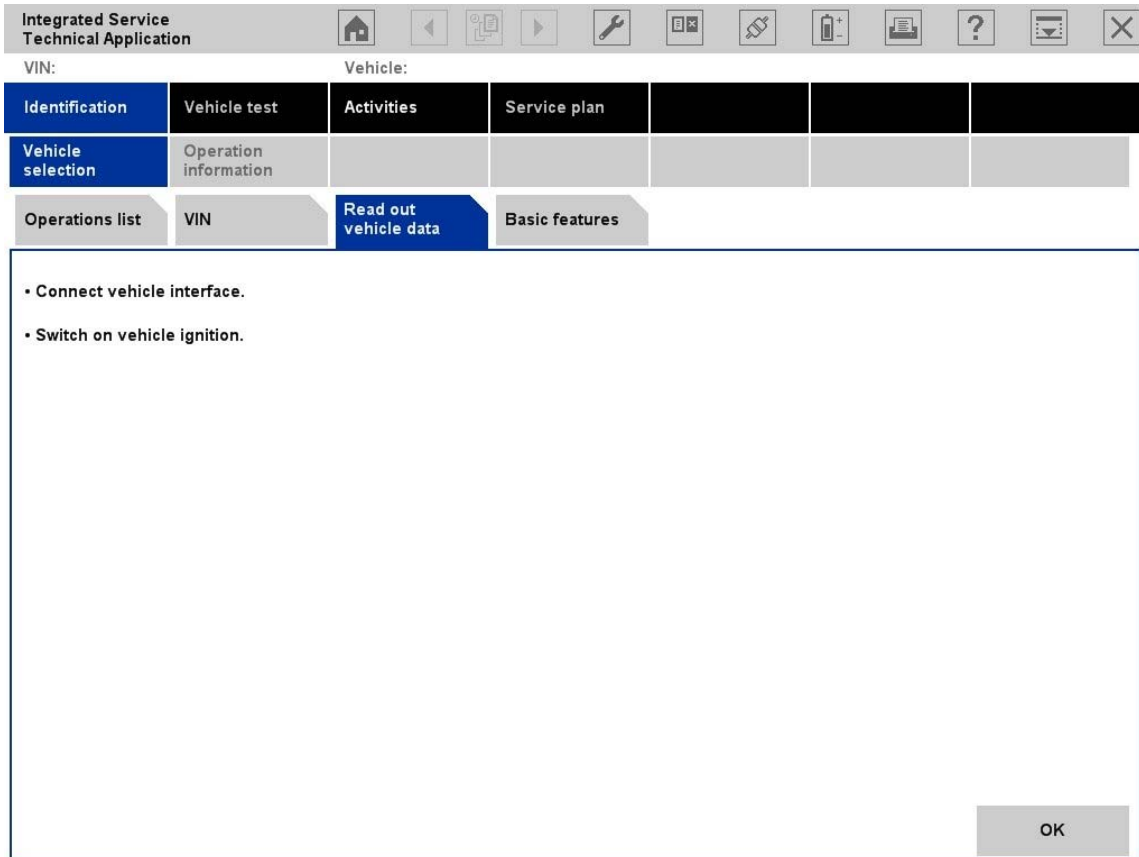 Integrated Service
Technical Application
VIN:
Vehicle:
Identification
Vehicle test
Activities
Service plan
Vehicle
selection
Operation
information
Operations list
VIN
Read out
vehicle data
Basic features
• Connect vehicle interface.
• Switch on vehicle ignition.
OK